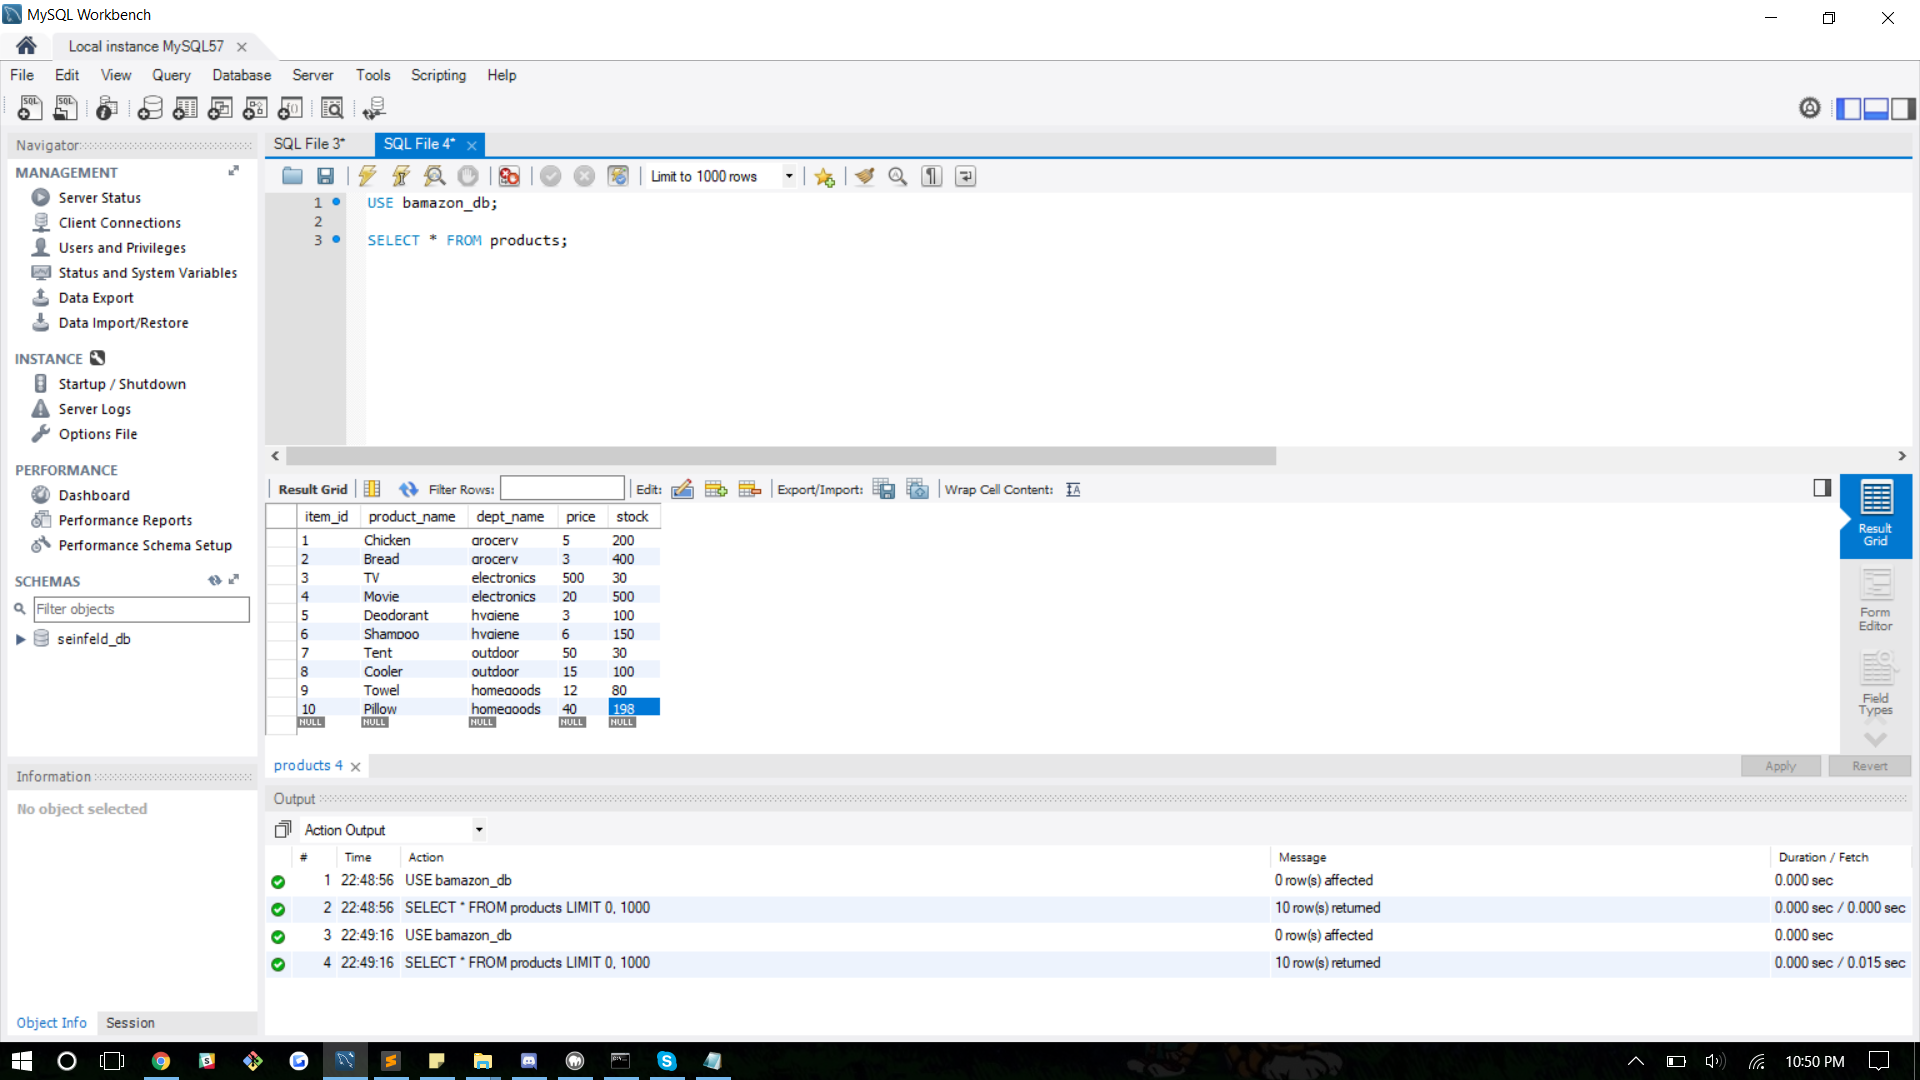 MySQL Workbench
Local instance MySQL57
File Edit View Query Database Server Tools Scripting Help
Navigator
MANAGEMENT
Server Status
Client Connections
Users and Privileges
Status and System Variables
Data Export
Data Import/Restore
INSTANCE
Startup / Shutdown
Server Logs
Options File
PERFORMANCE
Dashboard
Performance Reports
Performance Schema Setup
SCHEMAS
Filter objects
seinfeld_db
Information
No object selected
Object Info Session
SQL File 3* SQL File 4*
Limit to 1000 rows
1 USE bamazon_db;
2
3 SELECT * FROM products;
Result Grid Filter Rows: Edit: Export/Import: Wrap Cell Content:
item_id product_name dept_name price stock
1 Chicken grocery 5 200
2 Bread grocery 3 400
3 TV electronics 500 30
4 Movie electronics 20 500
5 Deodorant hygiene 3 100
6 Shampoo hygiene 6 150
7 Tent outdoor 50 30
8 Cooler outdoor 15 100
9 Towel homegoods 12 80
10 Pillow homegoods 40 198
NULL NULL NULL NULL NULL
Result
Grid
Form
Editor
Field
Types
products 4
Apply Revert
Output
Action Output
# Time Action Message Duration / Fetch
1 22:48:56 USE bamazon_db 0 row(s) affected 0.000 sec
2 22:48:56 SELECT * FROM products LIMIT 0, 1000 10 row(s) returned 0.000 sec / 0.000 sec
3 22:49:16 USE bamazon_db 0 row(s) affected 0.000 sec
4 22:49:16 SELECT * FROM products LIMIT 0, 1000 10 row(s) returned 0.000 sec / 0.015 sec
10:50 PM